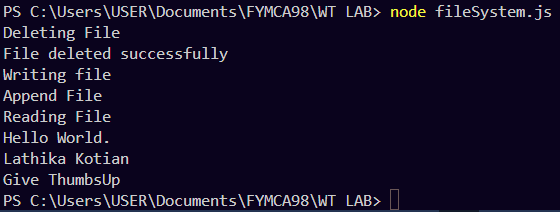 PS C:\Users\USER\Documents\FYMCA98\WT LAB> node fileSystem.js
Deleting File
File deleted successfully
Writing file
Append File
Reading File
Hello World.
Lathika Kotian
Give ThumbsUp
PS C:\Users\USER\Documents\FYMCA98\WT LAB>